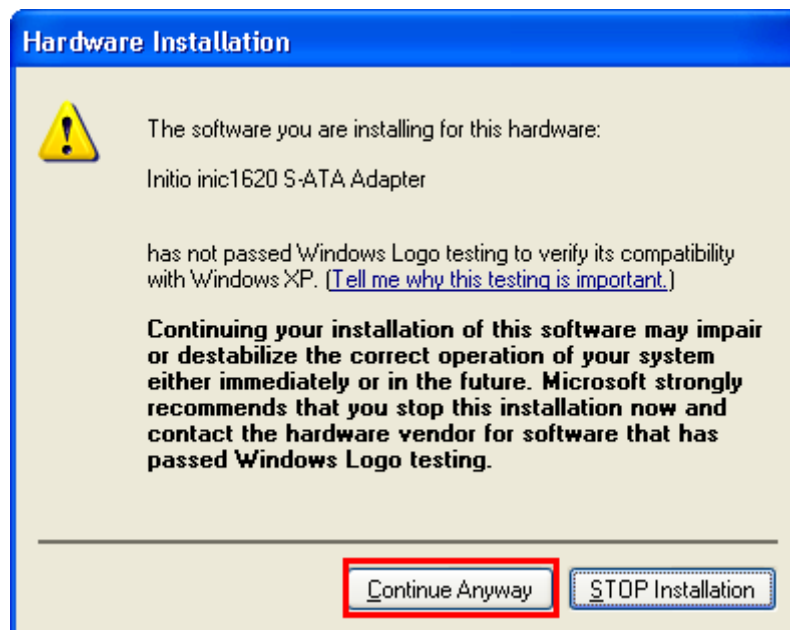 Hardware Installation
The software you are installing for this hardware:
Initio inic1620 S-ATA Adapter
has not passed Windows Logo testing to verify its compatibility
with Windows XP. (Tell me why this testing is important.)
Continuing your installation of this software may impair
or destabilize the correct operation of your system
either immediately or in the future. Microsoft strongly
recommends that you stop this installation now and
contact the hardware vendor for software that has
passed Windows Logo testing.
Continue Anyway STOP Installation